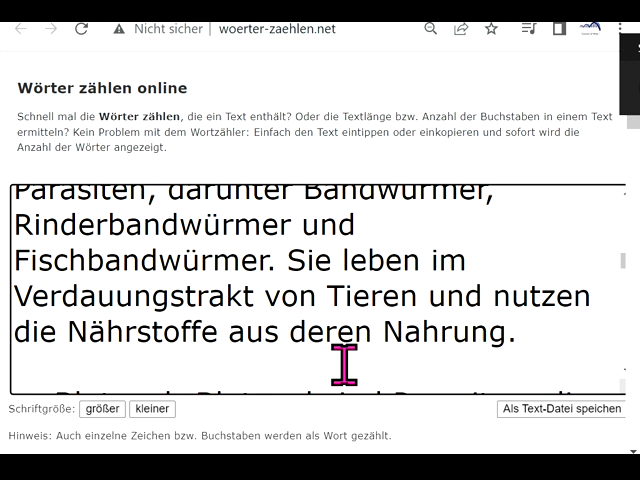 Nicht sicher | woerter-zaehlen.net
Wörter zählen online
Schnell mal die Wörter zählen, die ein Text enthält? Oder die Textlänge bzw. Anzahl der Buchstaben in einem Text
ermitteln? Kein Problem mit dem Wortzähler: Einfach den Text eintippen oder einkopieren und sofort wird die
Anzahl der Wörter angezeigt.
Parasiten, darunter Bandwürmer,
Rinderbandwürmer und
Fischbandwürmer. Sie leben im
Verdauungstrakt von Tieren und nutzen
die Nährstoffe aus deren Nahrung.
Schriftgröße: größer kleiner Als Text-Datei speichen
Hinweis: Auch einzelne Zeichen bzw. Buchstaben werden als Wort gezählt.